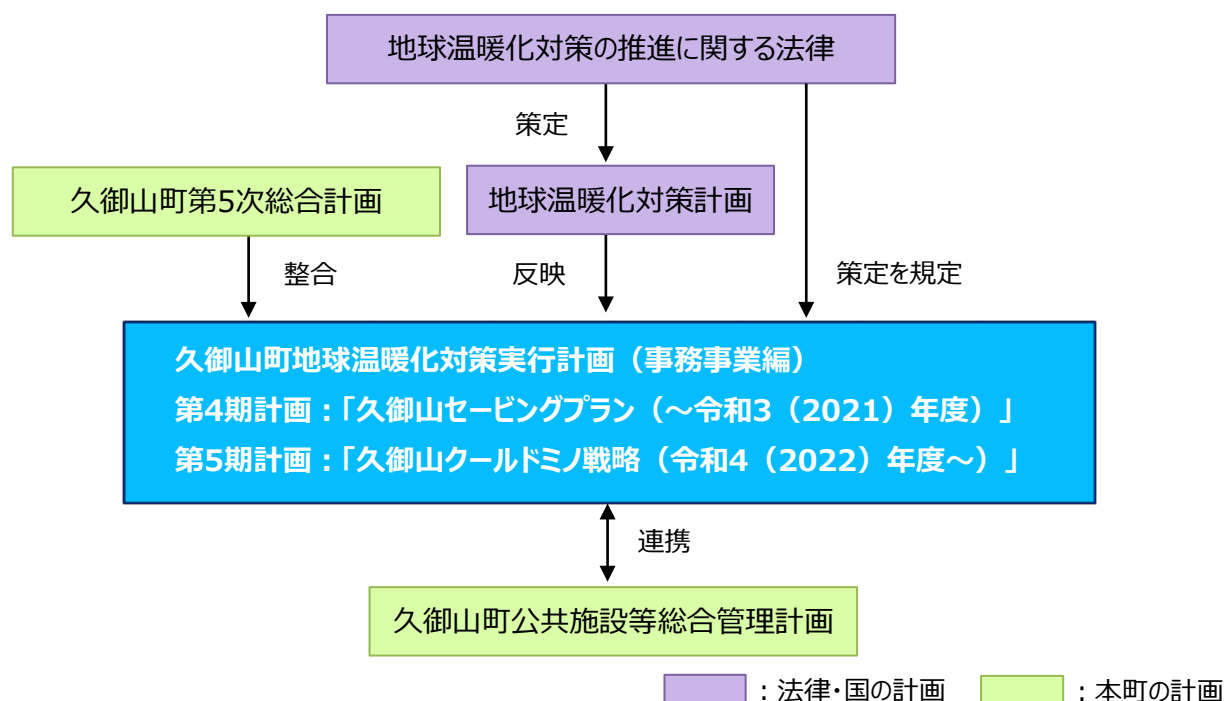 地球温暖化対策の推進に関する法律
策定
久御山町第5次総合計画
地球温暖化対策計画
整合
反映
策定を規定
久御山町地球温暖化対策実行計画（事務事業編）
第4期計画：「久御山セービングプラン（～令和3（2021）年度）」
第5期計画：「久御山クールドミノ戦略（令和4（2022）年度～）」
連携
久御山町公共施設等総合管理計画
：法律・国の計画
：本町の計画